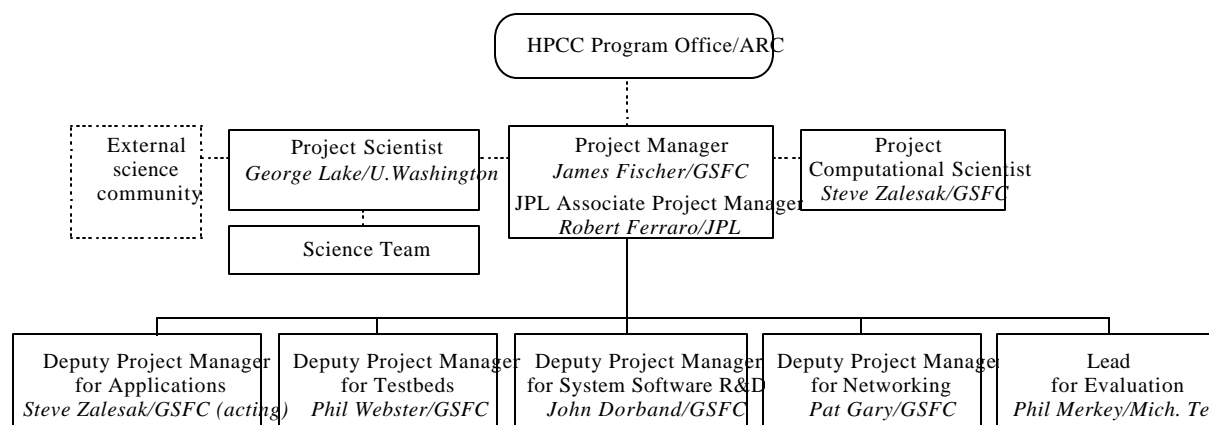 HPCC Program Office/ARC
External
science
community
Project Scientist
George Lake/U.Washington
Science Team
Project Manager
James Fischer/GSFC
JPL Associate Project Manager
Robert Ferraro/JPL
Project
Computational Scientist
Steve Zalesak/GSFC
Deputy Project Manager
for Applications
Steve Zalesak/GSFC (acting)
Deputy Project Manager
for Testbeds
Phil Webster/GSFC
Deputy Project Manager
for System Software R&D
John Dorband/GSFC
Deputy Project Manager
for Networking
Pat Gary/GSFC
Lead
for Evaluation
Phil Merkey/Mich. Te